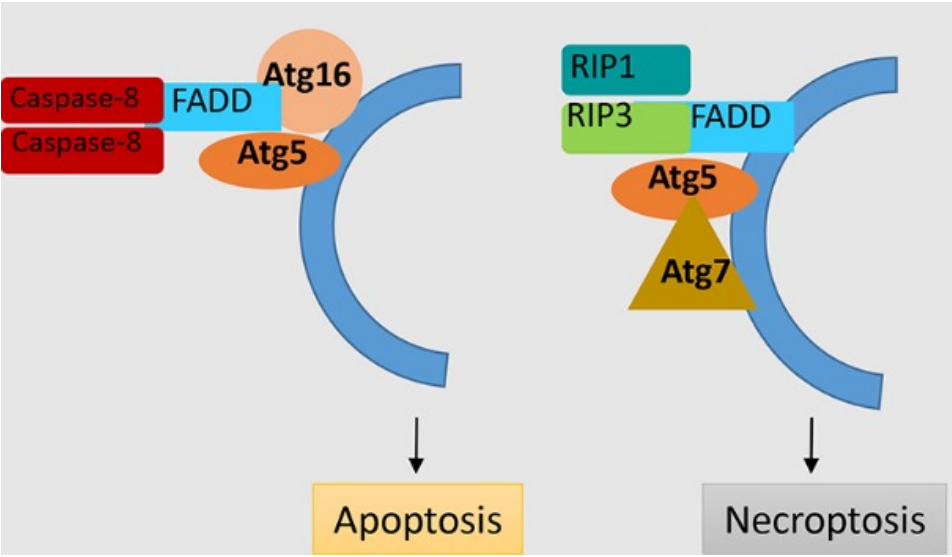 Atg16
Caspase-8
FADD
Caspase-8
Atg5
Apoptosis
RIP1
RIP3
FADD
Atg5
Atg7
Necroptosis